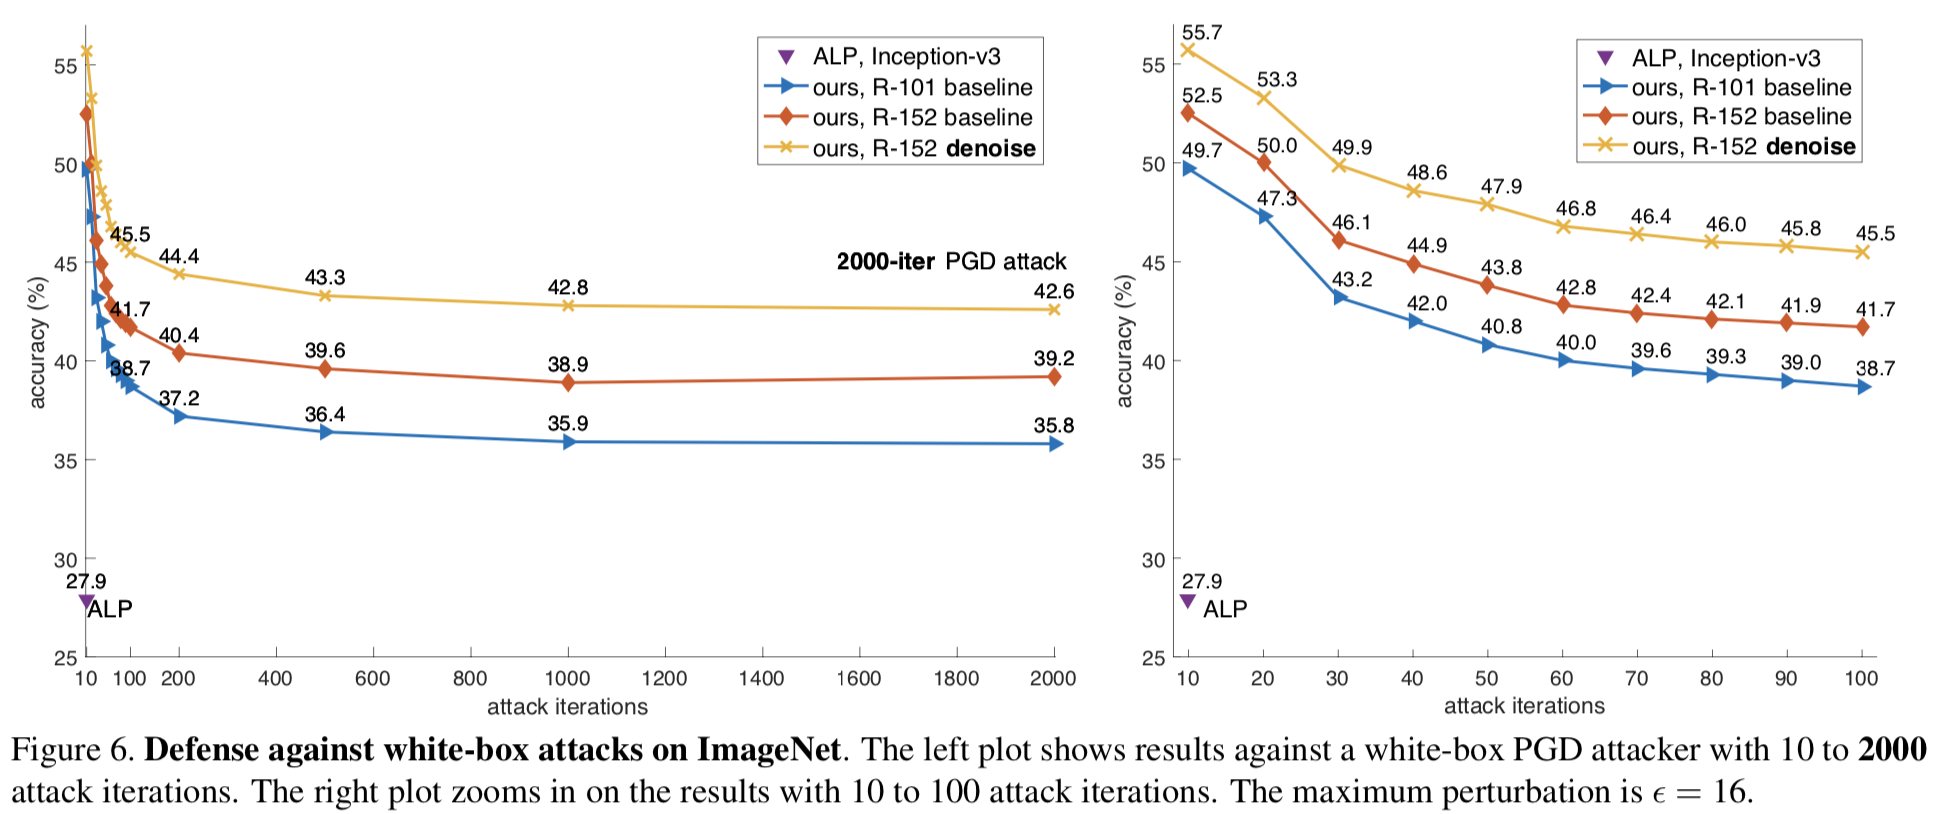 55
50
45
40
35
30
25
accuracy (%)
10 100 200 400 600 800 1000 1200 1400 1600 1800 2000
attack iterations
ALP, Inception-v3
ours, R-101 baseline
ours, R-152 baseline
ours, R-152 denoise
2000-iter PGD attack
45.5 44.4 43.3 42.8 42.6
41.7 40.4 39.6 38.9 39.2
38.7 37.2 36.4 35.9 35.8
27.9
ALP
55
50
45
40
35
30
25
accuracy (%)
10 20 30 40 50 60 70 80 90 100
attack iterations
ALP, Inception-v3
ours, R-101 baseline
ours, R-152 baseline
ours, R-152 denoise
55.7 53.3 49.9 48.6 47.9 46.8 46.4 46.0 45.8 45.5
52.5 50.0 46.1 44.9 43.8 42.8 42.4 42.1 41.9 41.7
49.7 47.3 43.2 42.0 40.8 40.0 39.6 39.3 39.0 38.7
27.9
ALP
Figure 6. Defense against white-box attacks on ImageNet. The left plot shows results against a white-box PGD attacker with 10 to 2000
attack iterations. The right plot zooms in on the results with 10 to 100 attack iterations. The maximum perturbation is ϵ = 16.